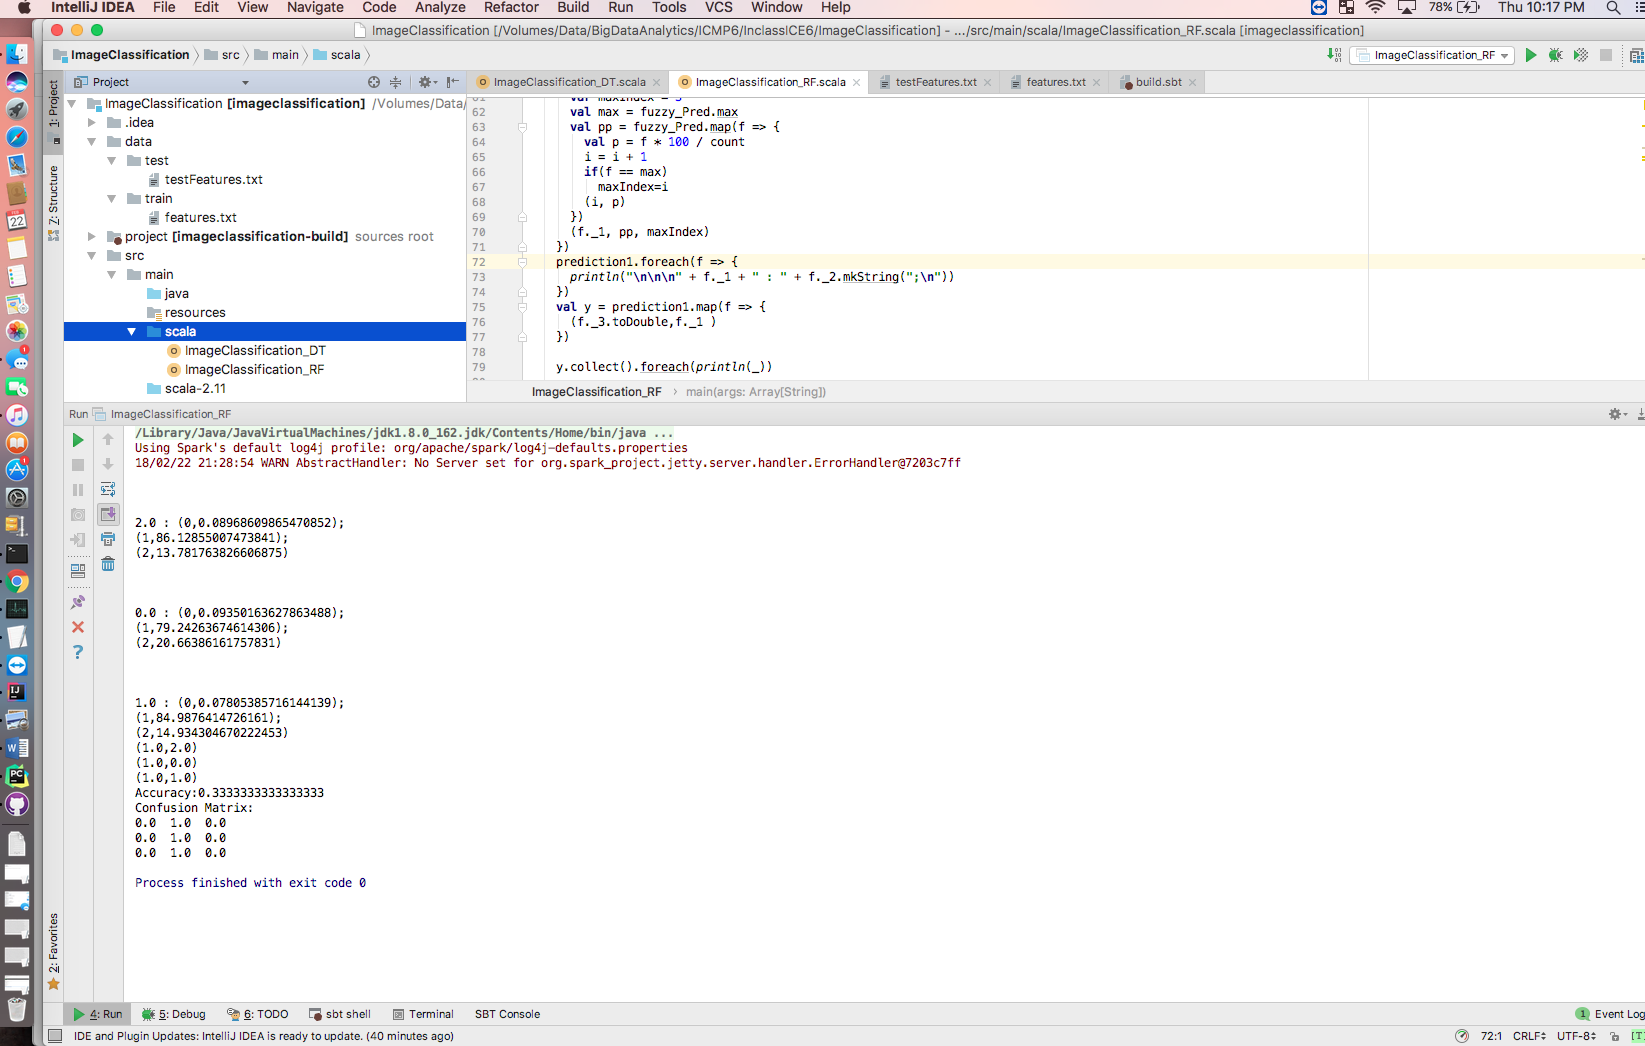 IntelliJ IDEA File Edit View Navigate Code Analyze Refactor Build Run Tools VCS Window Help 78% Thu 10:17 PM
ImageClassification [/Volumes/Data/BigDataAnalytics/ICMP6/InclassICE6/ImageClassification] - .../src/main/scala/ImageClassification_RF.scala [imageclassification]
ImageClassification src main scala ImageClassification_RF
Project ImageClassification_DT.scala ImageClassification_RF.scala testFeatures.txt features.txt build.sbt
1: Project
Z: Structure
2: Favorites
ImageClassification [imageclassification] /Volumes/Data/
.idea
data
test
testFeatures.txt
train
features.txt
project [imageclassification-build] sources root
src
main
java
resources
scala
ImageClassification_DT
ImageClassification_RF
scala-2.11
61 var maxIndex = 3
62 val max = fuzzy_Pred.max
63 val pp = fuzzy_Pred.map(f => {
64 val p = f * 100 / count
65 i = i + 1
66 if(f == max)
67 maxIndex=i
68 (i, p)
69 })
70 (f._1, pp, maxIndex)
71 })
72 prediction1.foreach(f => {
73 println("\n\n\n" + f._1 + " : " + f._2.mkString(";\n"))
74 })
75 val y = prediction1.map(f => {
76 (f._3.toDouble,f._1 )
77 })
78
79 y.collect().foreach(println(_))
ImageClassification_RF main(args: Array[String])
Run ImageClassification_RF
/Library/Java/JavaVirtualMachines/jdk1.8.0_162.jdk/Contents/Home/bin/java ...
Using Spark's default log4j profile: org/apache/spark/log4j-defaults.properties
18/02/22 21:28:54 WARN AbstractHandler: No Server set for org.spark_project.jetty.server.handler.ErrorHandler@7203c7ff
2.0 : (0,0.08968609865470852);
(1,86.12855007473841);
(2,13.781763826606875)
0.0 : (0,0.09350163627863488);
(1,79.24263674614306);
(2,20.66386161757831)
1.0 : (0,0.07805385716144139);
(1,84.9876414726161);
(2,14.934304670222453)
(1.0,2.0)
(1.0,0.0)
(1.0,1.0)
Accuracy:0.3333333333333333
Confusion Matrix:
0.0 1.0 0.0
0.0 1.0 0.0
0.0 1.0 0.0
Process finished with exit code 0
4: Run 5: Debug 6: TODO sbt shell Terminal SBT Console 1 Event Log
IDE and Plugin Updates: IntelliJ IDEA is ready to update. (40 minutes ago) 72:1 CRLF UTF-8